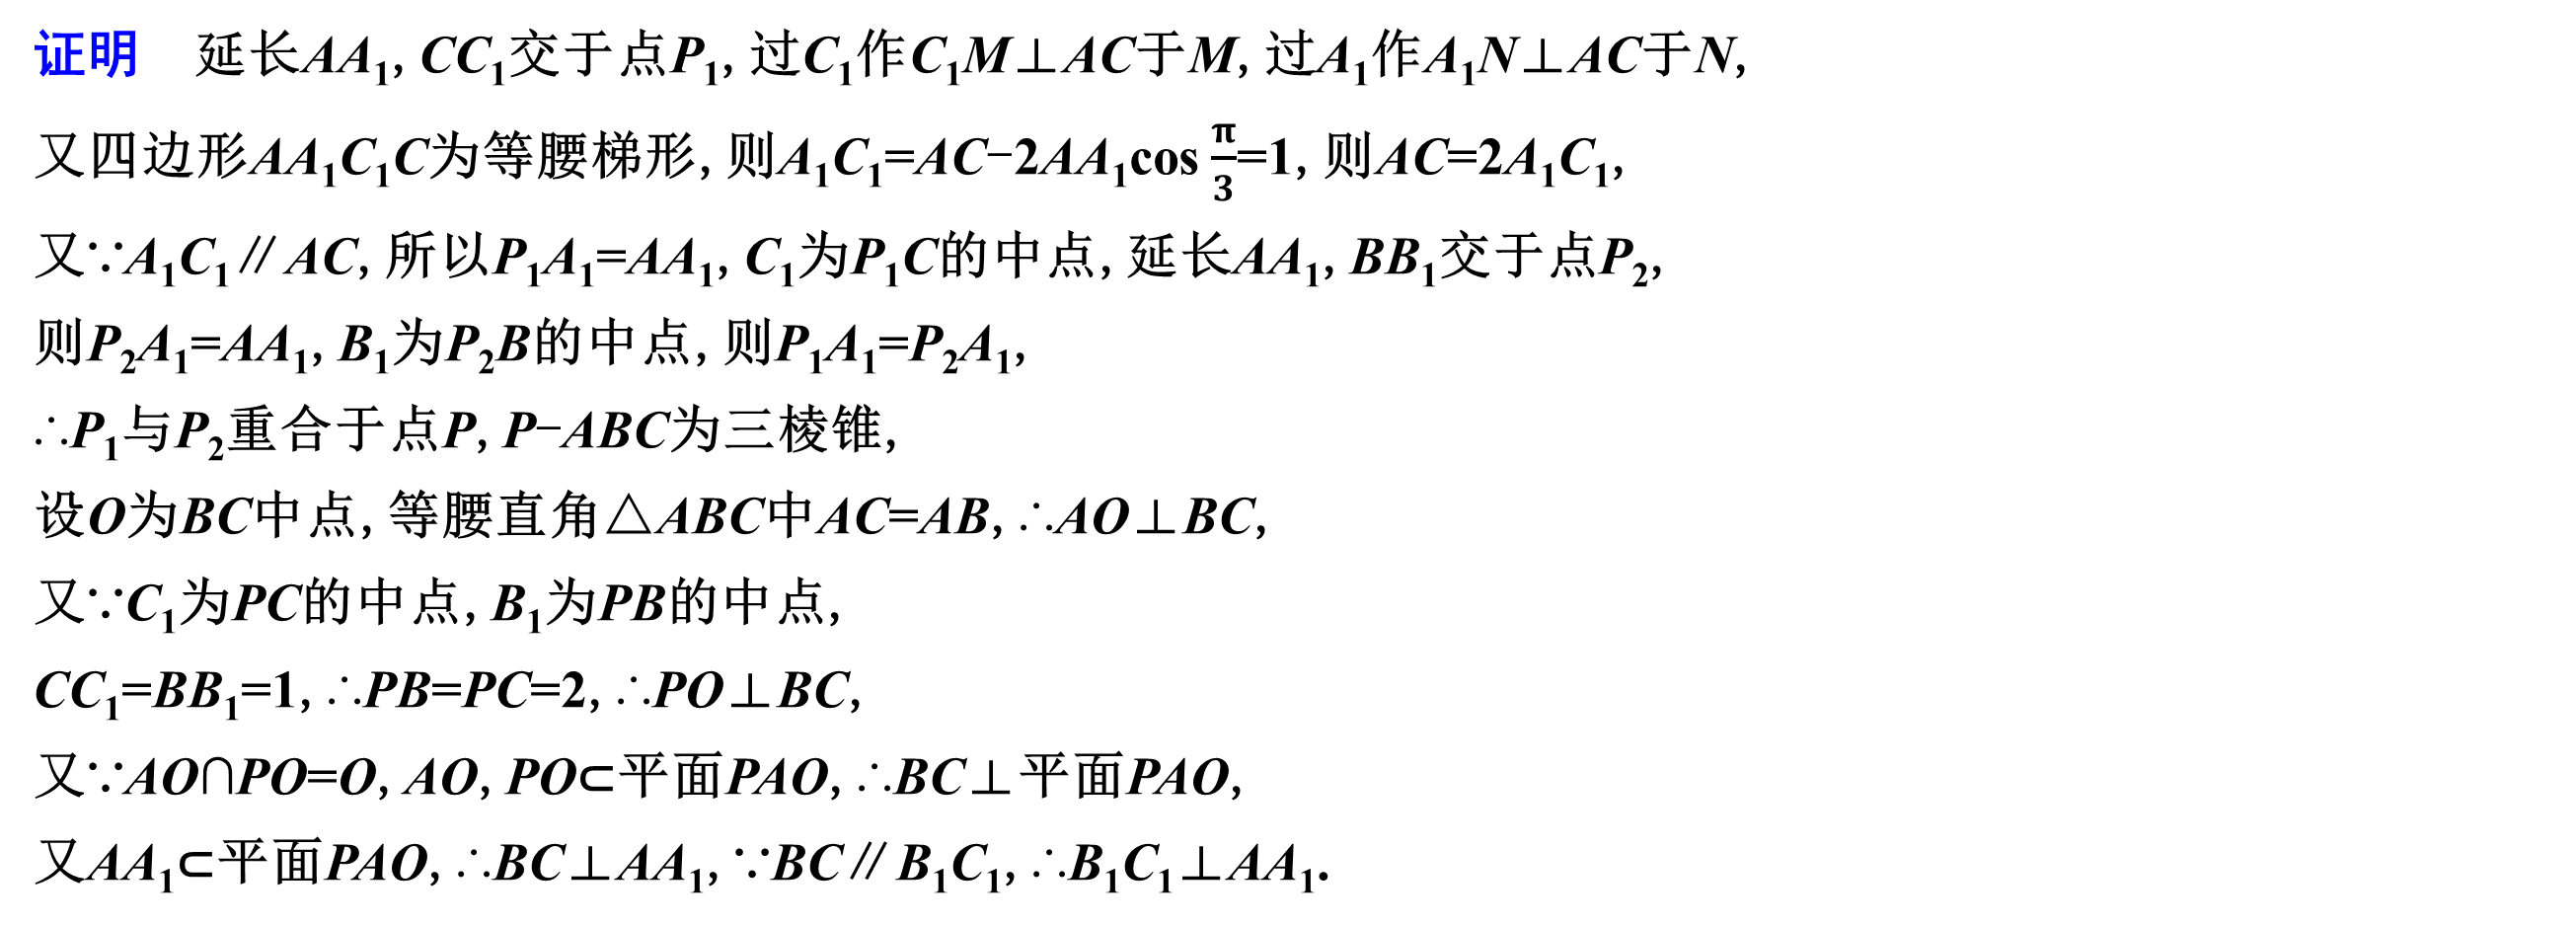 证明 延长AA₁, CC₁交于点P₁, 过C₁作C₁M⊥AC于M, 过A₁作A₁N⊥AC于N,
又四边形AA₁C₁C为等腰梯形, 则A₁C₁=AC−2AA₁cos π/3=1, 则AC=2A₁C₁,
又∵A₁C₁∥AC, 所以P₁A₁=AA₁, C₁为P₁C的中点, 延长AA₁, BB₁交于点P₂,
则P₂A₁=AA₁, B₁为P₂B的中点, 则P₁A₁=P₂A₁,
∴P₁与P₂重合于点P, P−ABC为三棱锥,
设O为BC中点, 等腰直角△ABC中AC=AB, ∴AO⊥BC,
又∵C₁为PC的中点, B₁为PB的中点,
CC₁=BB₁=1, ∴PB=PC=2, ∴PO⊥BC,
又∵AO∩PO=O, AO, PO⊂平面PAO, ∴BC⊥平面PAO,
又AA₁⊂平面PAO, ∴BC⊥AA₁, ∵BC∥B₁C₁, ∴B₁C₁⊥AA₁.